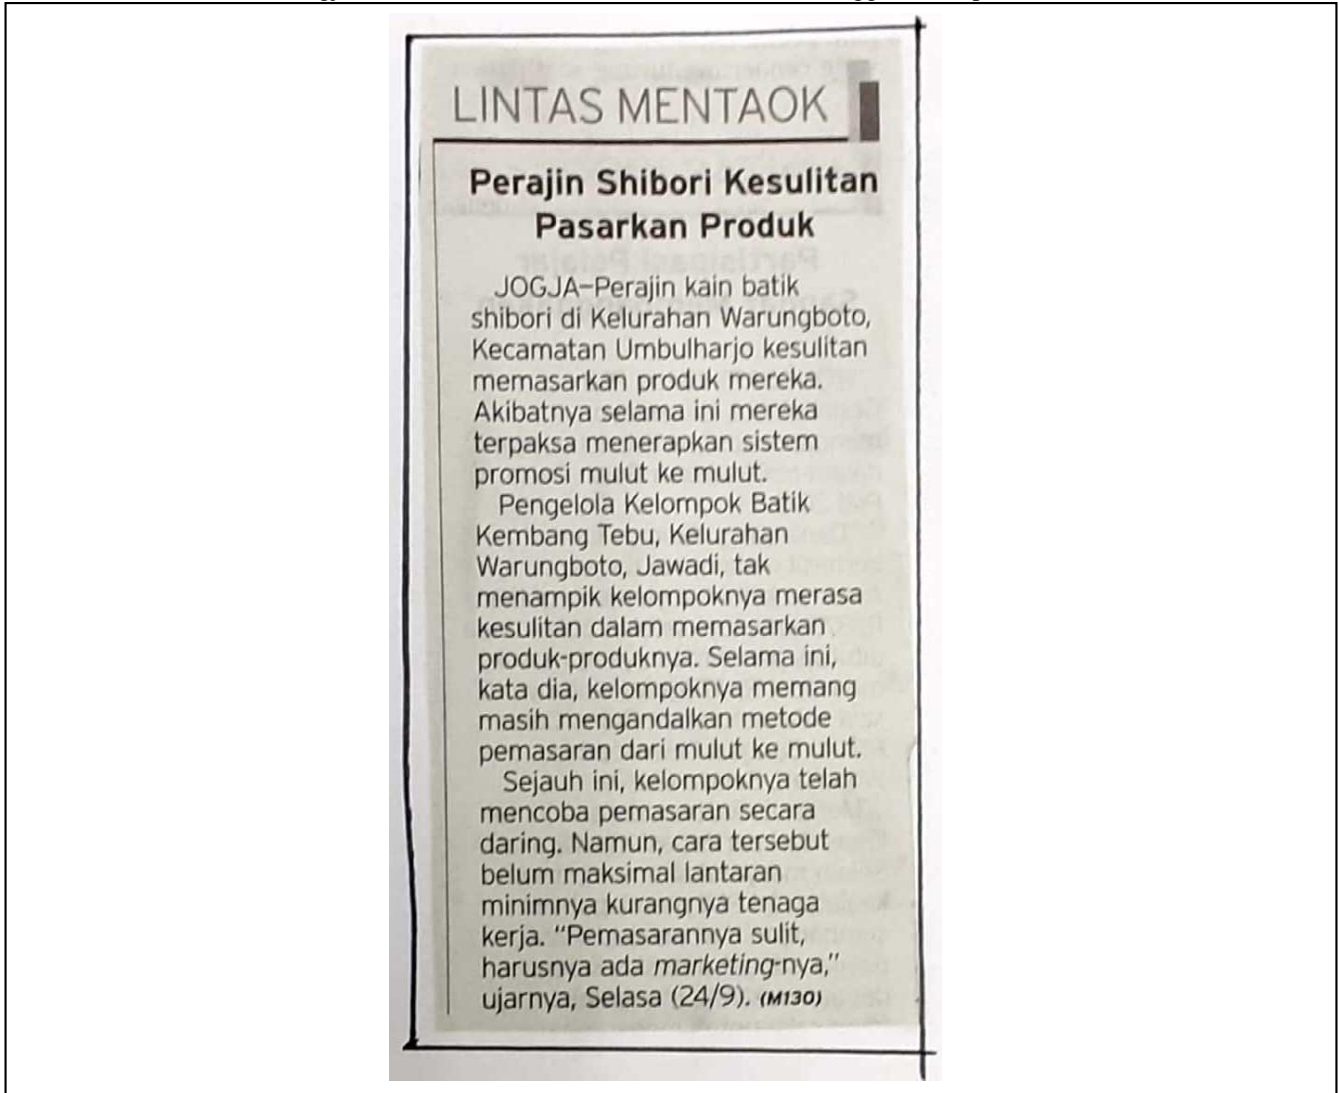 LINTAS MENTAOK
Perajin Shibori Kesulitan
Pasarkan Produk
JOGJA–Perajin kain batik
shibori di Kelurahan Warungboto,
Kecamatan Umbulharjo kesulitan
memasarkan produk mereka.
Akibatnya selama ini mereka
terpaksa menerapkan sistem
promosi mulut ke mulut.
Pengelola Kelompok Batik
Kembang Tebu, Kelurahan
Warungboto, Jawadi, tak
menampik kelompoknya merasa
kesulitan dalam memasarkan
produk-produknya. Selama ini,
kata dia, kelompoknya memang
masih mengandalkan metode
pemasaran dari mulut ke mulut.
Sejauh ini, kelompoknya telah
mencoba pemasaran secara
daring. Namun, cara tersebut
belum maksimal lantaran
minimnya kurangnya tenaga
kerja. “Pemasarannya sulit,
harusnya ada marketing-nya,”
ujarnya, Selasa (24/9). (M130)